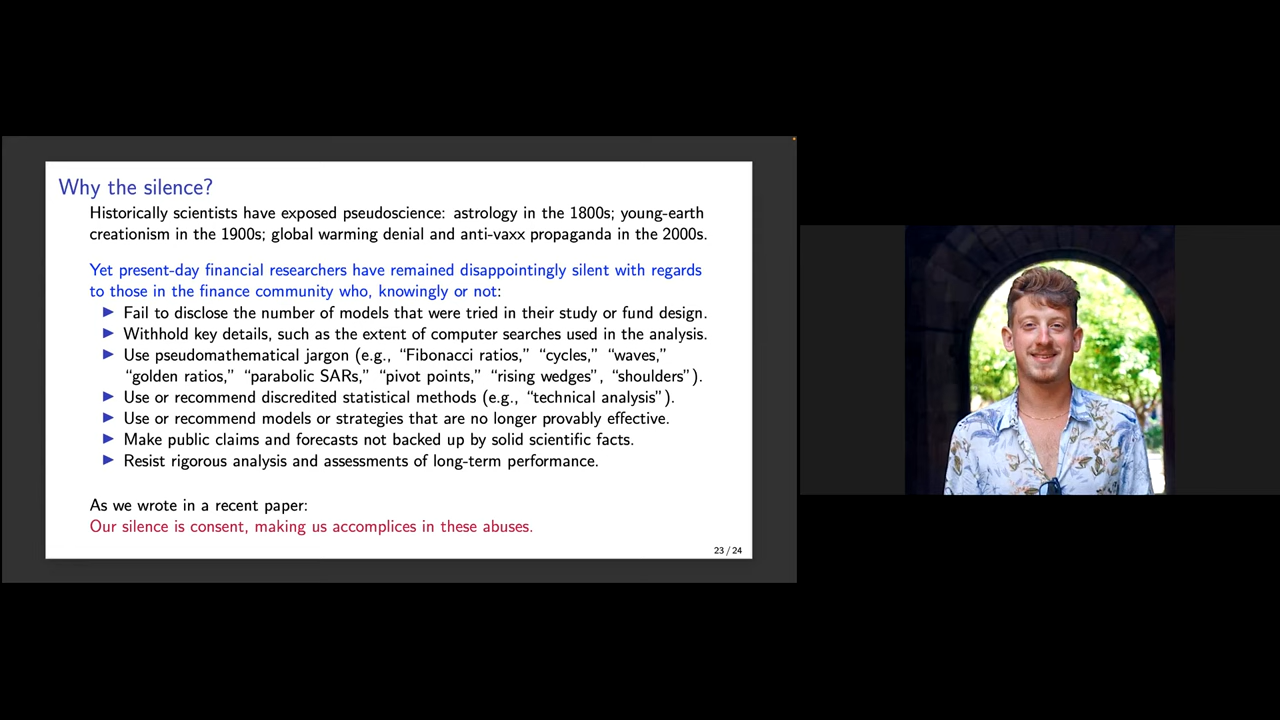 Why the silence?
Historically scientists have exposed pseudoscience: astrology in the 1800s; young-earth
creationism in the 1900s; global warming denial and anti-vaxx propaganda in the 2000s.
Yet present-day financial researchers have remained disappointingly silent with regards
to those in the finance community who, knowingly or not:
▶ Fail to disclose the number of models that were tried in their study or fund design.
▶ Withhold key details, such as the extent of computer searches used in the analysis.
▶ Use pseudomathematical jargon (e.g., “Fibonacci ratios,” “cycles,” “waves,”
“golden ratios,” “parabolic SARs,” “pivot points,” “rising wedges”, “shoulders”).
▶ Use or recommend discredited statistical methods (e.g., “technical analysis”).
▶ Use or recommend models or strategies that are no longer provably effective.
▶ Make public claims and forecasts not backed up by solid scientific facts.
▶ Resist rigorous analysis and assessments of long-term performance.
As we wrote in a recent paper:
Our silence is consent, making us accomplices in these abuses.
23 / 24